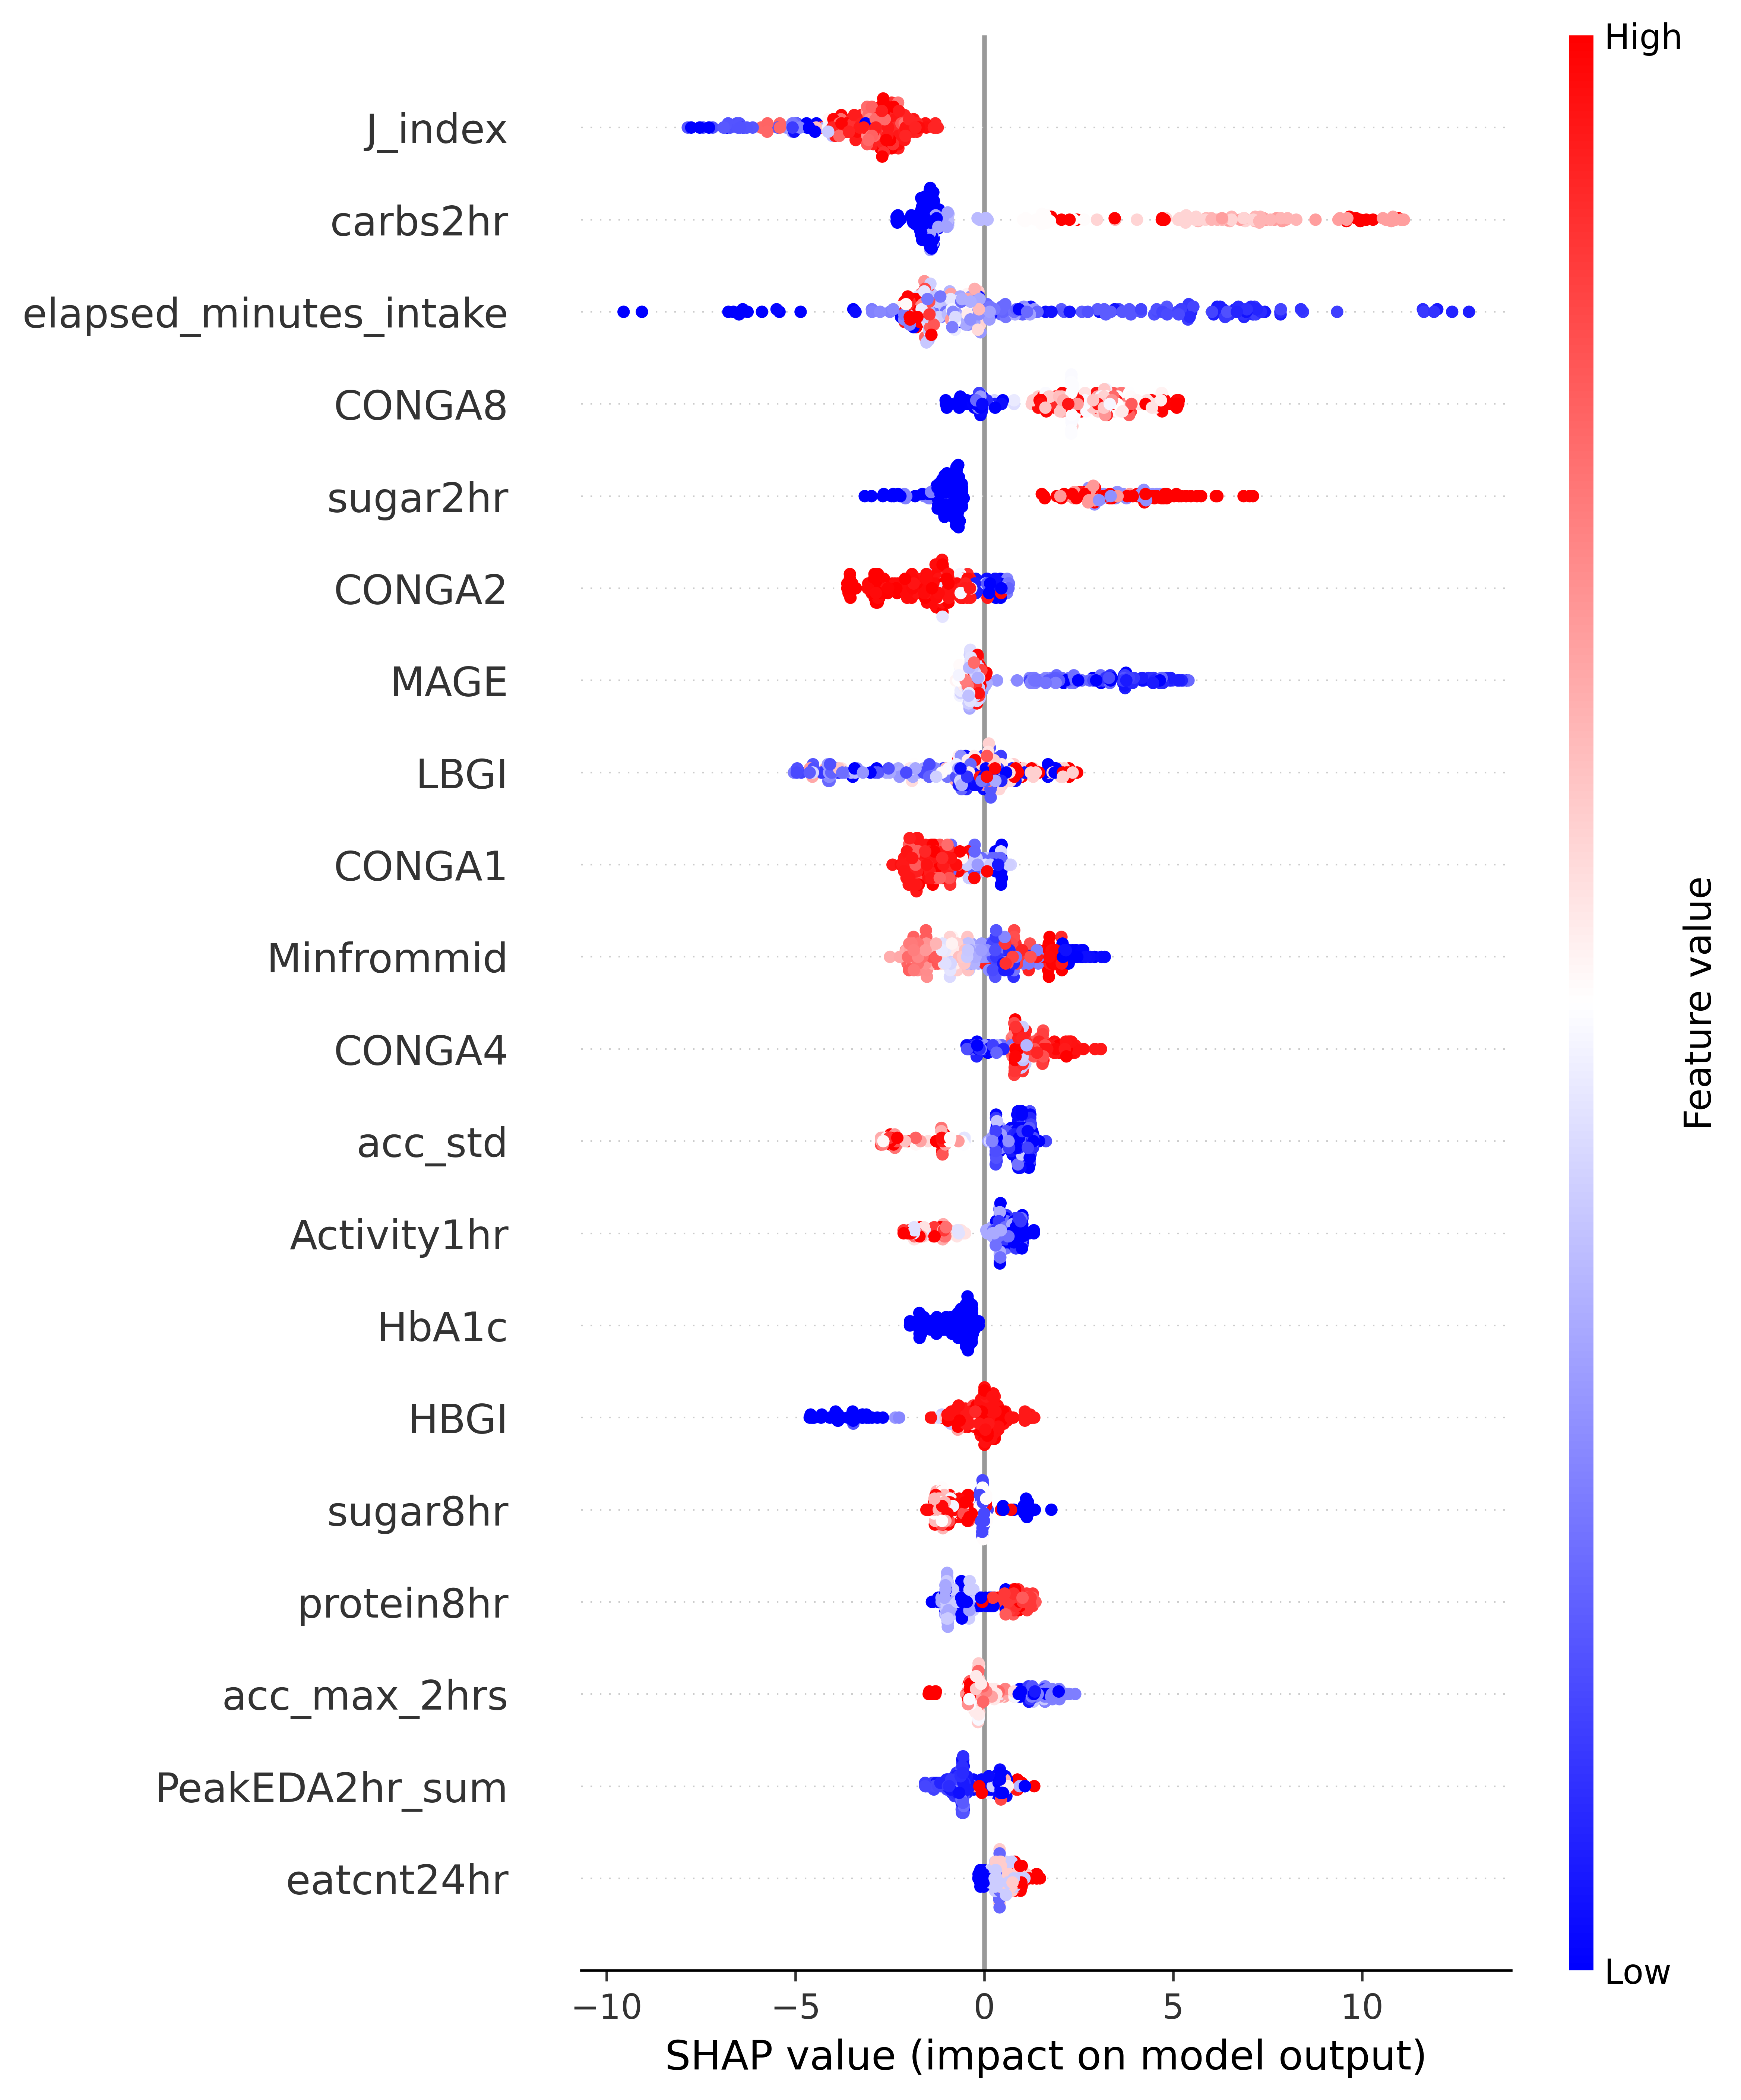 High
J_index
carbs2hr
elapsed_minutes_intake
CONGA8
sugar2hr
CONGA2
MAGE
LBGI
CONGA1
Minfrommid
CONGA4
acc_std
Activity1hr
HbA1c
HBGI
sugar8hr
protein8hr
acc_max_2hrs
PeakEDA2hr_sum
eatcnt24hr
Feature value
Low
−10 −5 0 5 10
SHAP value (impact on model output)